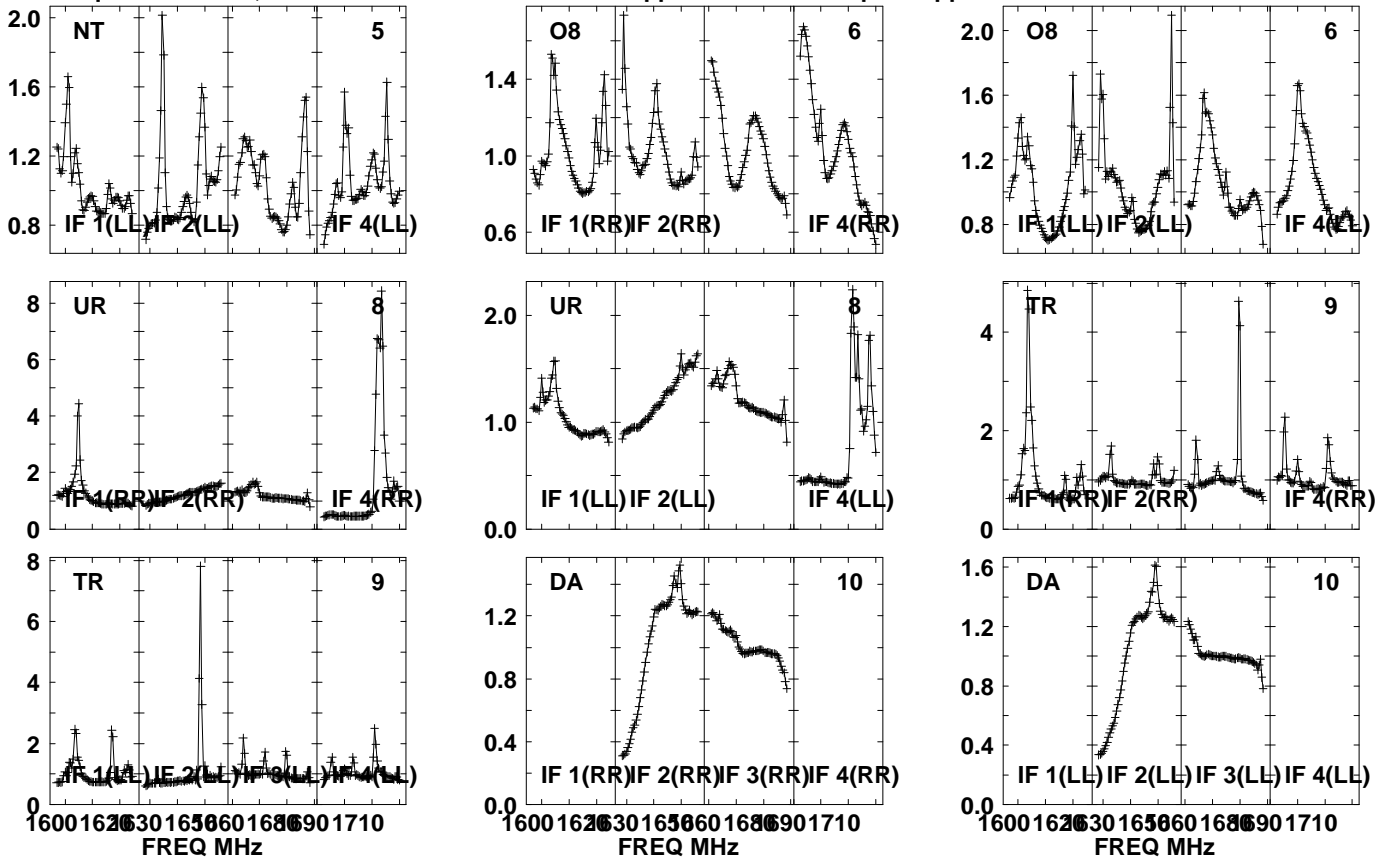 NT 5
2.0
1.6
1.2
0.8
IF 1(LL) IF 2(LL) IF 4(LL)
O8 6
1.4
1.0
0.6
IF 1(RR) IF 2(RR) IF 4(RR)
O8 6
2.0
1.6
1.2
0.8
IF 1(LL) IF 2(LL) IF 4(LL)
UR 8
8
6
4
2
0
IF 1(RR) IF 2(RR) IF 4(RR)
UR 8
2.0
1.0
0.0
IF 1(LL) IF 2(LL) IF 4(LL)
TR 9
4
2
0
IF 1(RR) IF 2(RR) IF 4(RR)
TR 9
8
6
4
2
0
IF 1(LL) IF 2(LL) IF 3(LL) IF 4(LL)
1600 1620 1630 1650 1660 1680 1690 1710
FREQ MHz
DA 10
1.2
0.8
0.4
0.0
IF 1(RR) IF 2(RR) IF 3(RR) IF 4(RR)
1600 1620 1630 1650 1660 1680 1690 1710
FREQ MHz
DA 10
1.6
1.2
0.8
0.4
0.0
IF 1(LL) IF 2(LL) IF 3(LL) IF 4(LL)
1600 1620 1630 1650 1660 1680 1690 1710
FREQ MHz